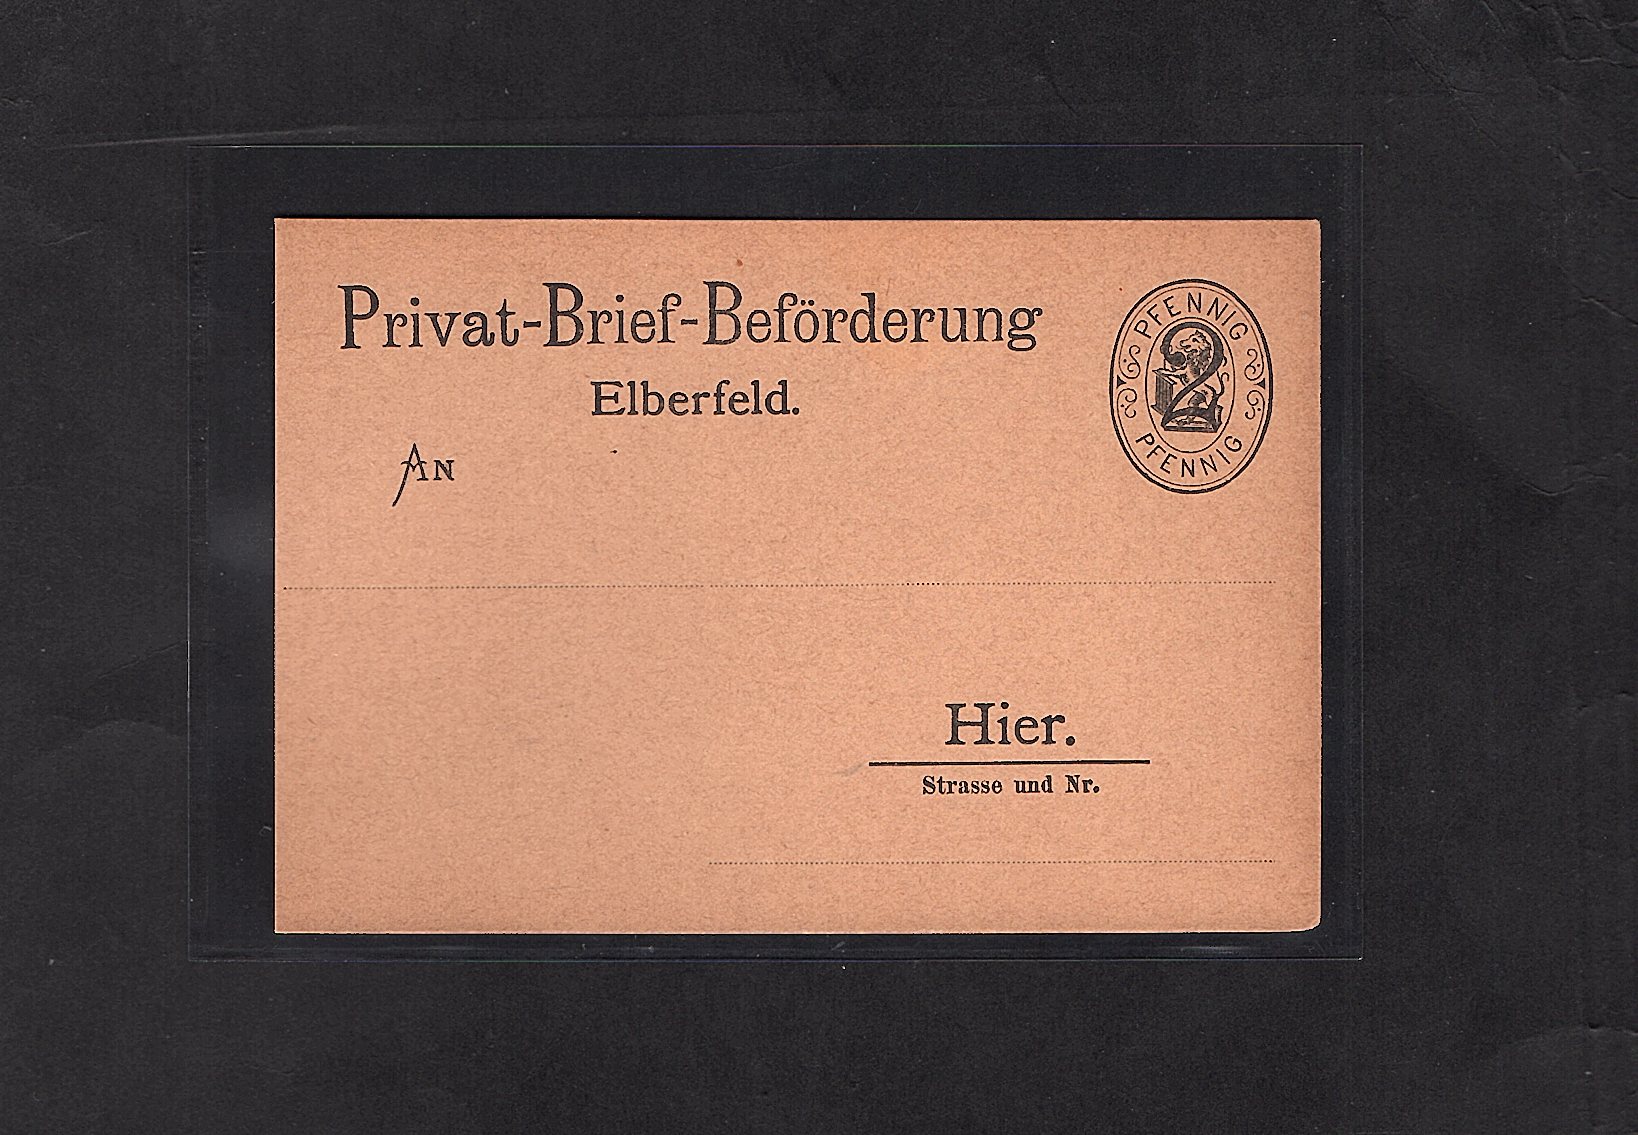 Privat-Brief-Beförderung
Elberfeld.
PFENNIG
2
PFENNIG
AN
Hier.
Strasse und Nr.